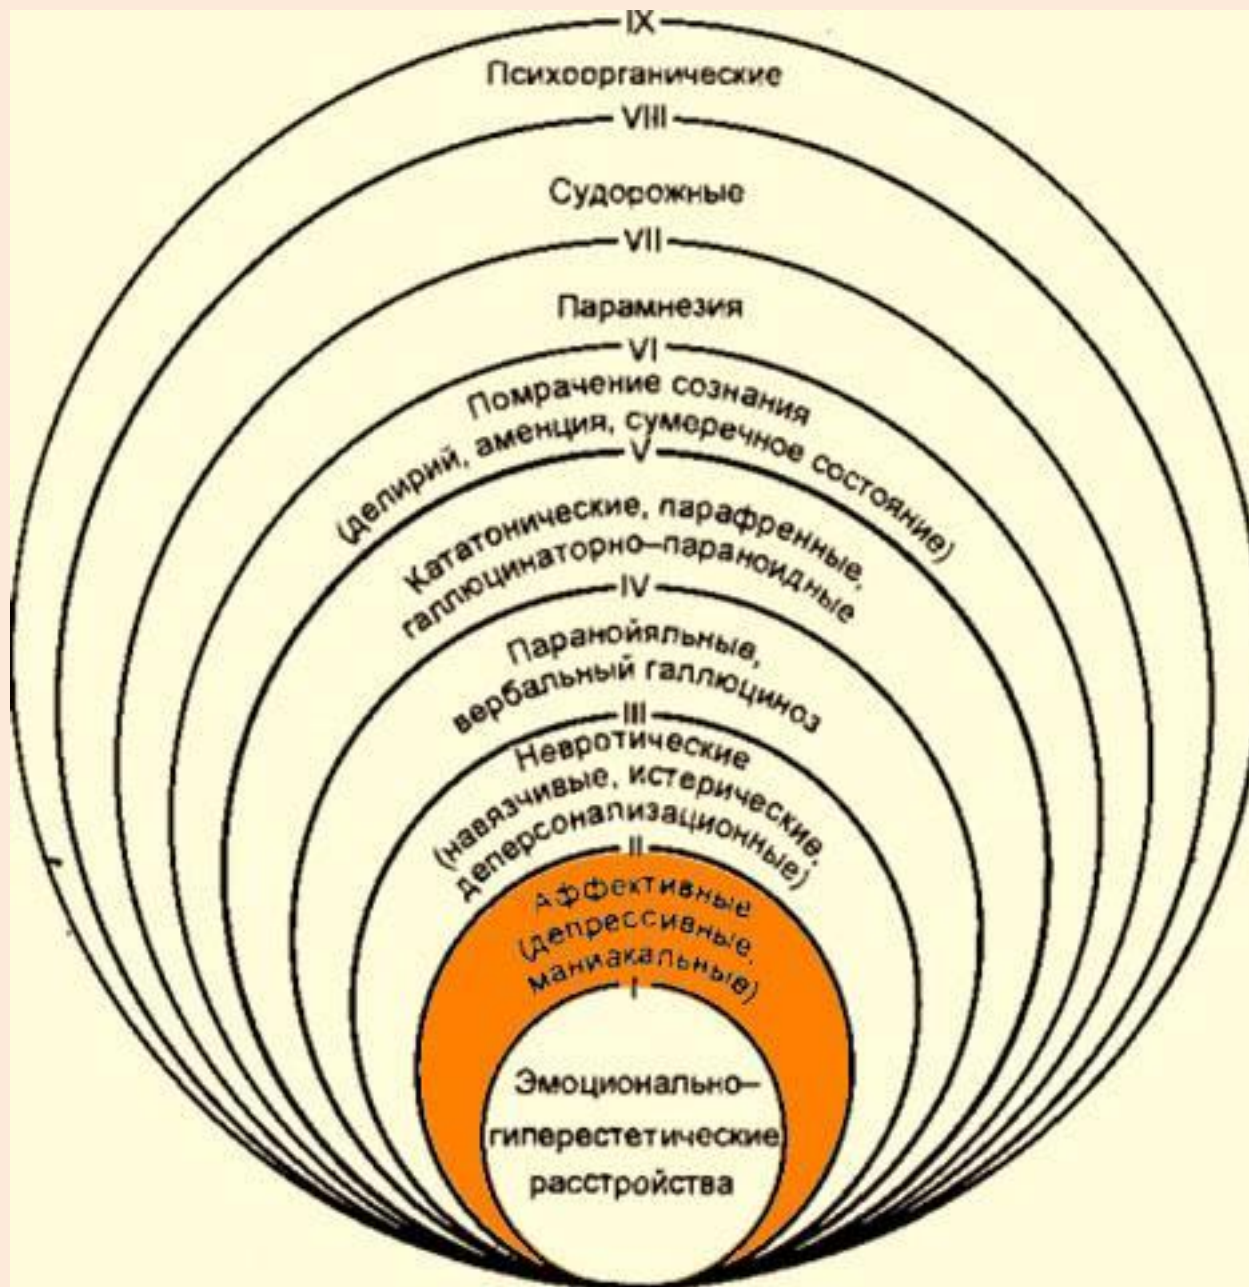 IX
Психоорганические
VIII
Судорожные
VII
Парамнезия
VI
Помрачение сознания
(делирий, аменция, сумеречное состояние)
V
Кататонические, парафренные,
галлюцинаторно–параноидные
IV
Паранойяльные,
вербальный галлюциноз
III
Невротические
(навязчивые, истерические,
деперсонализационные)
II
Аффективные
(депрессивные,
маниакальные)
I
Эмоционально–
гиперестетические
расстройства